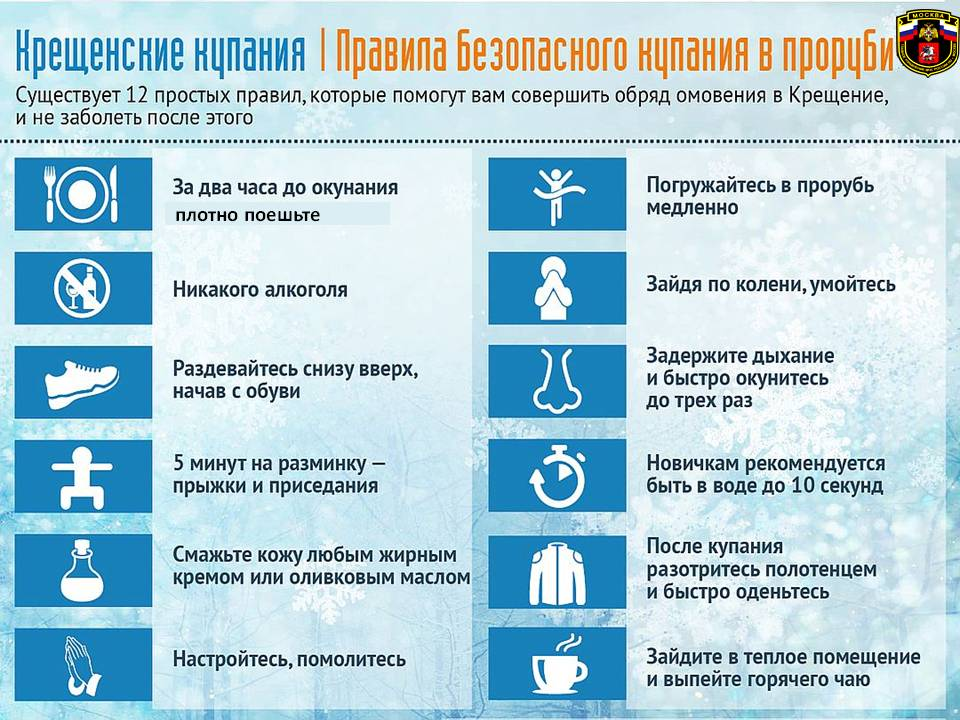 Крещенские купания | Правила безопасного купания в проруби
МОСКВА
Существует 12 простых правил, которые помогут вам совершить обряд омовения в Крещение,
и не заболеть после этого
За два часа до окунания
плотно поешьте
Никакого алкоголя
Раздевайтесь снизу вверх,
начав с обуви
5 минут на разминку —
прыжки и приседания
Смажьте кожу любым жирным
кремом или оливковым маслом
Настройтесь, помолитесь
Погружайтесь в прорубь
медленно
Зайдя по колени, умойтесь
Задержите дыхание
и быстро окунитесь
до трех раз
Новичкам рекомендуется
быть в воде до 10 секунд
После купания
разотритесь полотенцем
и быстро оденьтесь
Зайдите в теплое помещение
и выпейте горячего чаю